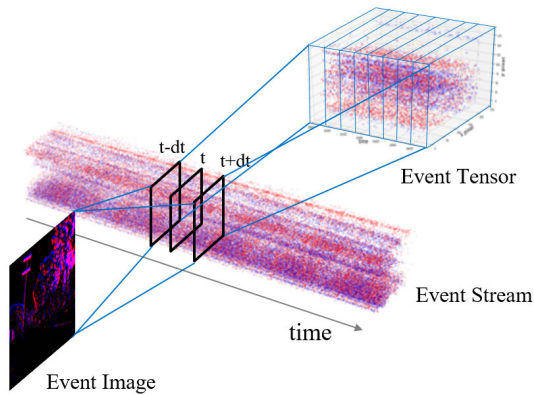 t-dt
t
t+dt
Event Tensor
Event Stream
time
Event Image